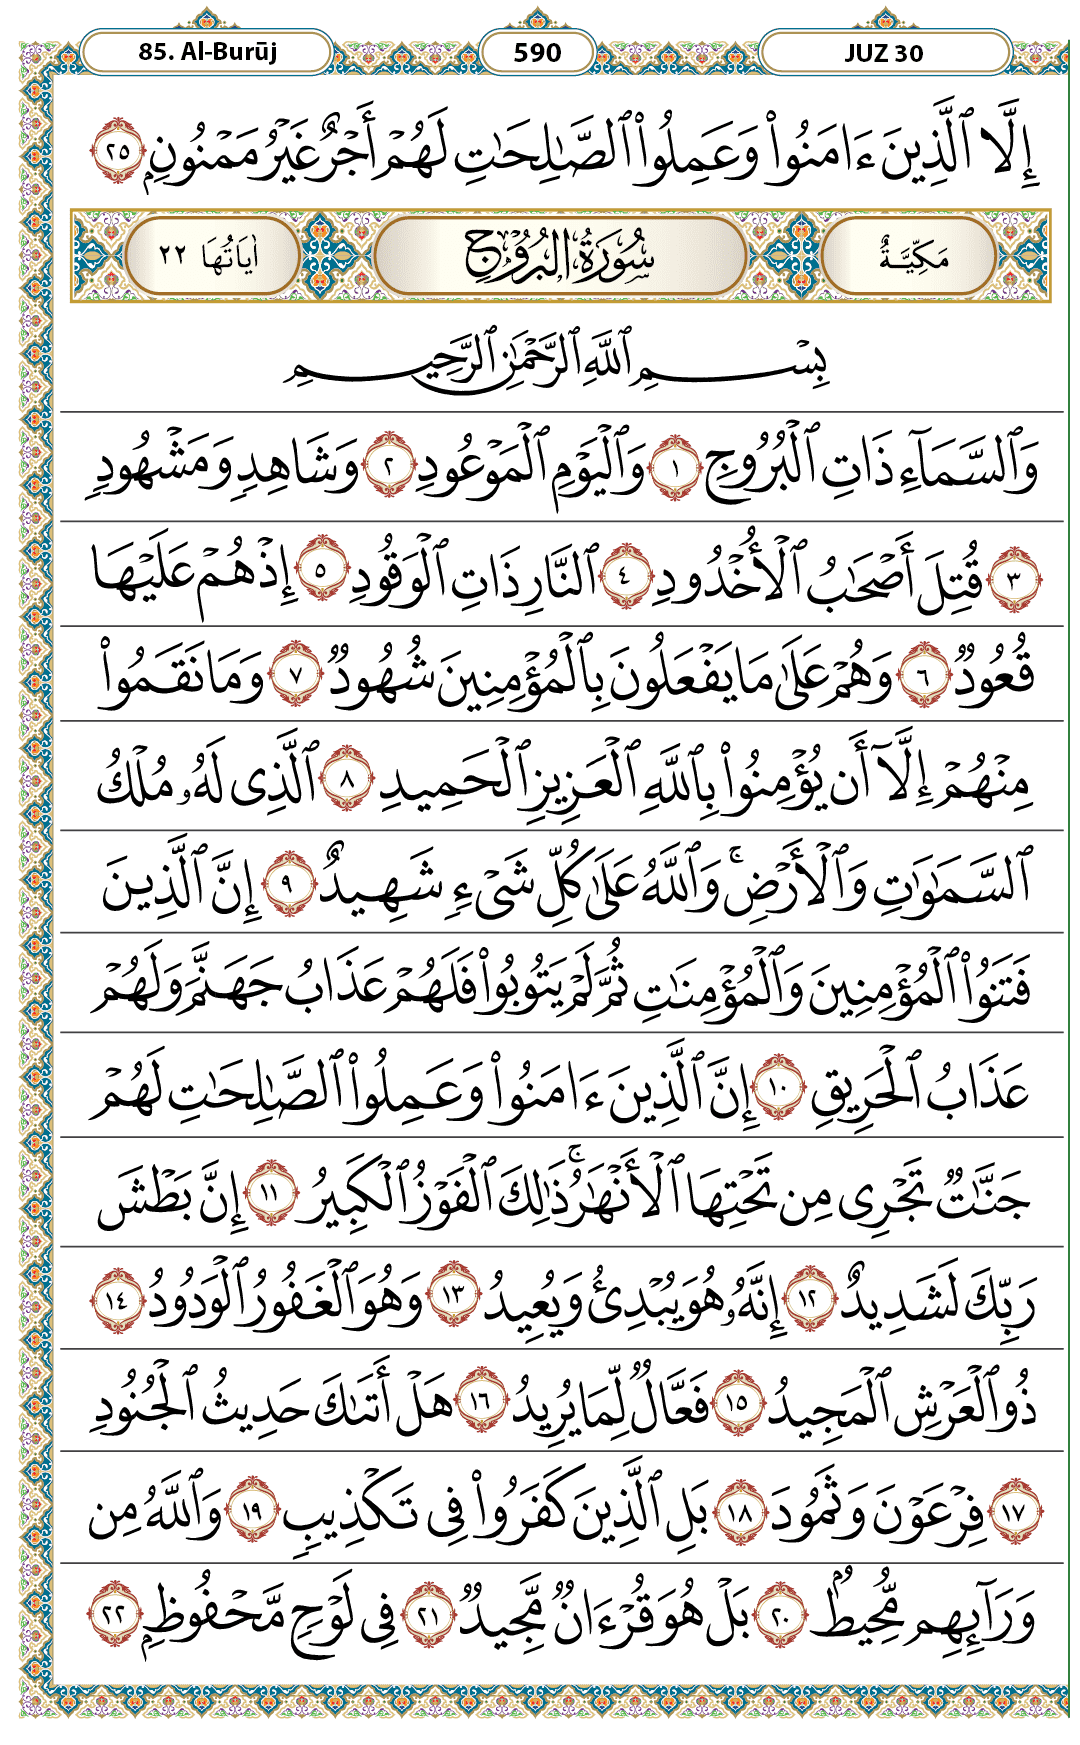 85. Al-Burūj 590 JUZ 30
إِلَّا ٱلَّذِينَ ءَامَنُوا۟ وَعَمِلُوا۟ ٱلصَّـٰلِحَـٰتِ لَهُمْ أَجْرٌ غَيْرُ مَمْنُونٍۭ ٢٥
مَكِّيَّةٌ سُورَةُ الْبُرُوْجِ اٰيَاتُهَا ٢٢
بِسْمِ ٱللَّهِ ٱلرَّحْمَـٰنِ ٱلرَّحِيمِ
وَٱلسَّمَآءِ ذَاتِ ٱلْبُرُوجِ ١ وَٱلْيَوْمِ ٱلْمَوْعُودِ ٢ وَشَاهِدٍ وَمَشْهُودٍ
٣ قُتِلَ أَصْحَـٰبُ ٱلْأُخْدُودِ ٤ ٱلنَّارِ ذَاتِ ٱلْوَقُودِ ٥ إِذْ هُمْ عَلَيْهَا
قُعُودٌ ٦ وَهُمْ عَلَىٰ مَا يَفْعَلُونَ بِٱلْمُؤْمِنِينَ شُهُودٌ ٧ وَمَا نَقَمُوا۟
مِنْهُمْ إِلَّآ أَن يُؤْمِنُوا۟ بِٱللَّهِ ٱلْعَزِيزِ ٱلْحَمِيدِ ٨ ٱلَّذِى لَهُۥ مُلْكُ
ٱلسَّمَـٰوَٰتِ وَٱلْأَرْضِ ۚ وَٱللَّهُ عَلَىٰ كُلِّ شَىْءٍ شَهِيدٌ ٩ إِنَّ ٱلَّذِينَ
فَتَنُوا۟ ٱلْمُؤْمِنِينَ وَٱلْمُؤْمِنَـٰتِ ثُمَّ لَمْ يَتُوبُوا۟ فَلَهُمْ عَذَابُ جَهَنَّمَ وَلَهُمْ
عَذَابُ ٱلْحَرِيقِ ١٠ إِنَّ ٱلَّذِينَ ءَامَنُوا۟ وَعَمِلُوا۟ ٱلصَّـٰلِحَـٰتِ لَهُمْ
جَنَّـٰتٌ تَجْرِى مِن تَحْتِهَا ٱلْأَنْهَـٰرُ ۚ ذَٰلِكَ ٱلْفَوْزُ ٱلْكَبِيرُ ١١ إِنَّ بَطْشَ
رَبِّكَ لَشَدِيدٌ ١٢ إِنَّهُۥ هُوَ يُبْدِئُ وَيُعِيدُ ١٣ وَهُوَ ٱلْغَفُورُ ٱلْوَدُودُ ١٤
ذُو ٱلْعَرْشِ ٱلْمَجِيدُ ١٥ فَعَّالٌ لِّمَا يُرِيدُ ١٦ هَلْ أَتَىٰكَ حَدِيثُ ٱلْجُنُودِ
١٧ فِرْعَوْنَ وَثَمُودَ ١٨ بَلِ ٱلَّذِينَ كَفَرُوا۟ فِى تَكْذِيبٍ ١٩ وَٱللَّهُ مِن
وَرَآئِهِم مُّحِيطٌۢ ٢٠ بَلْ هُوَ قُرْءَانٌ مَّجِيدٌ ٢١ فِى لَوْحٍ مَّحْفُوظٍۭ ٢٢